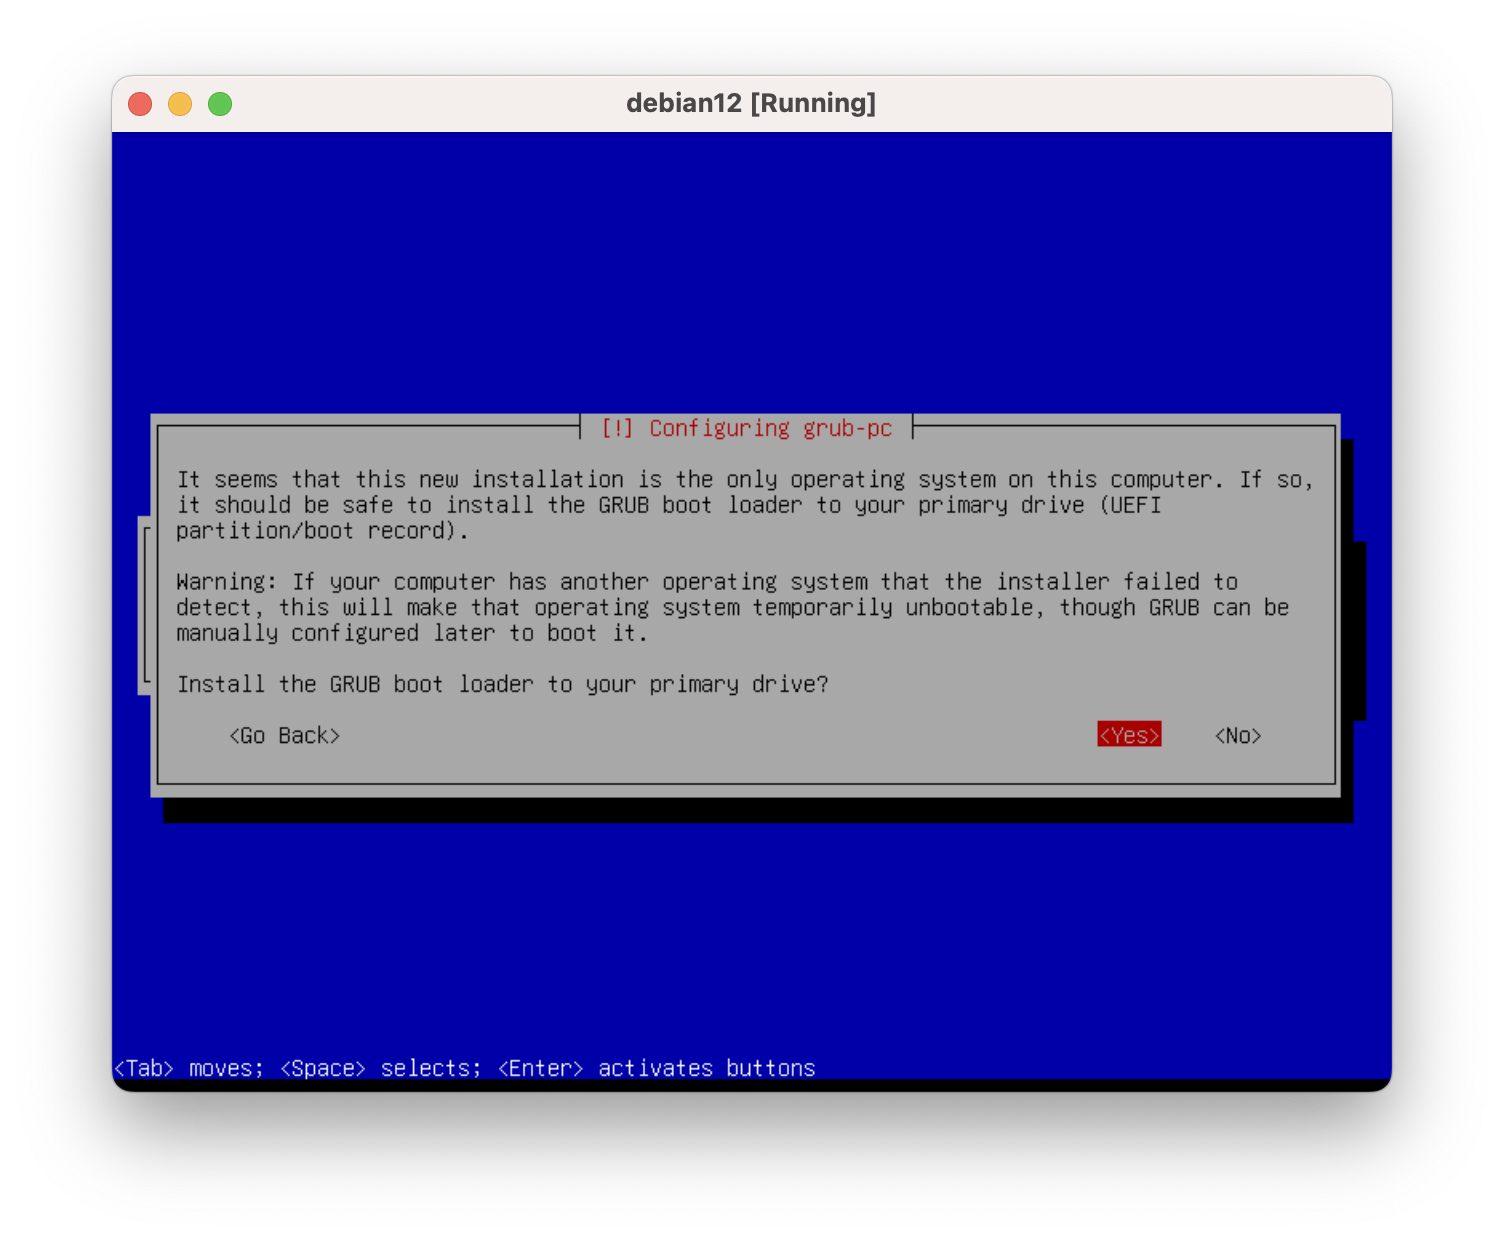 debian12 [Running]
[!] Configuring grub-pc
It seems that this new installation is the only operating system on this computer. If so,
it should be safe to install the GRUB boot loader to your primary drive (UEFI
partition/boot record).
Warning: If your computer has another operating system that the installer failed to
detect, this will make that operating system temporarily unbootable, though GRUB can be
manually configured later to boot it.
Install the GRUB boot loader to your primary drive?
<Go Back> <Yes> <No>
<Tab> moves; <Space> selects; <Enter> activates buttons